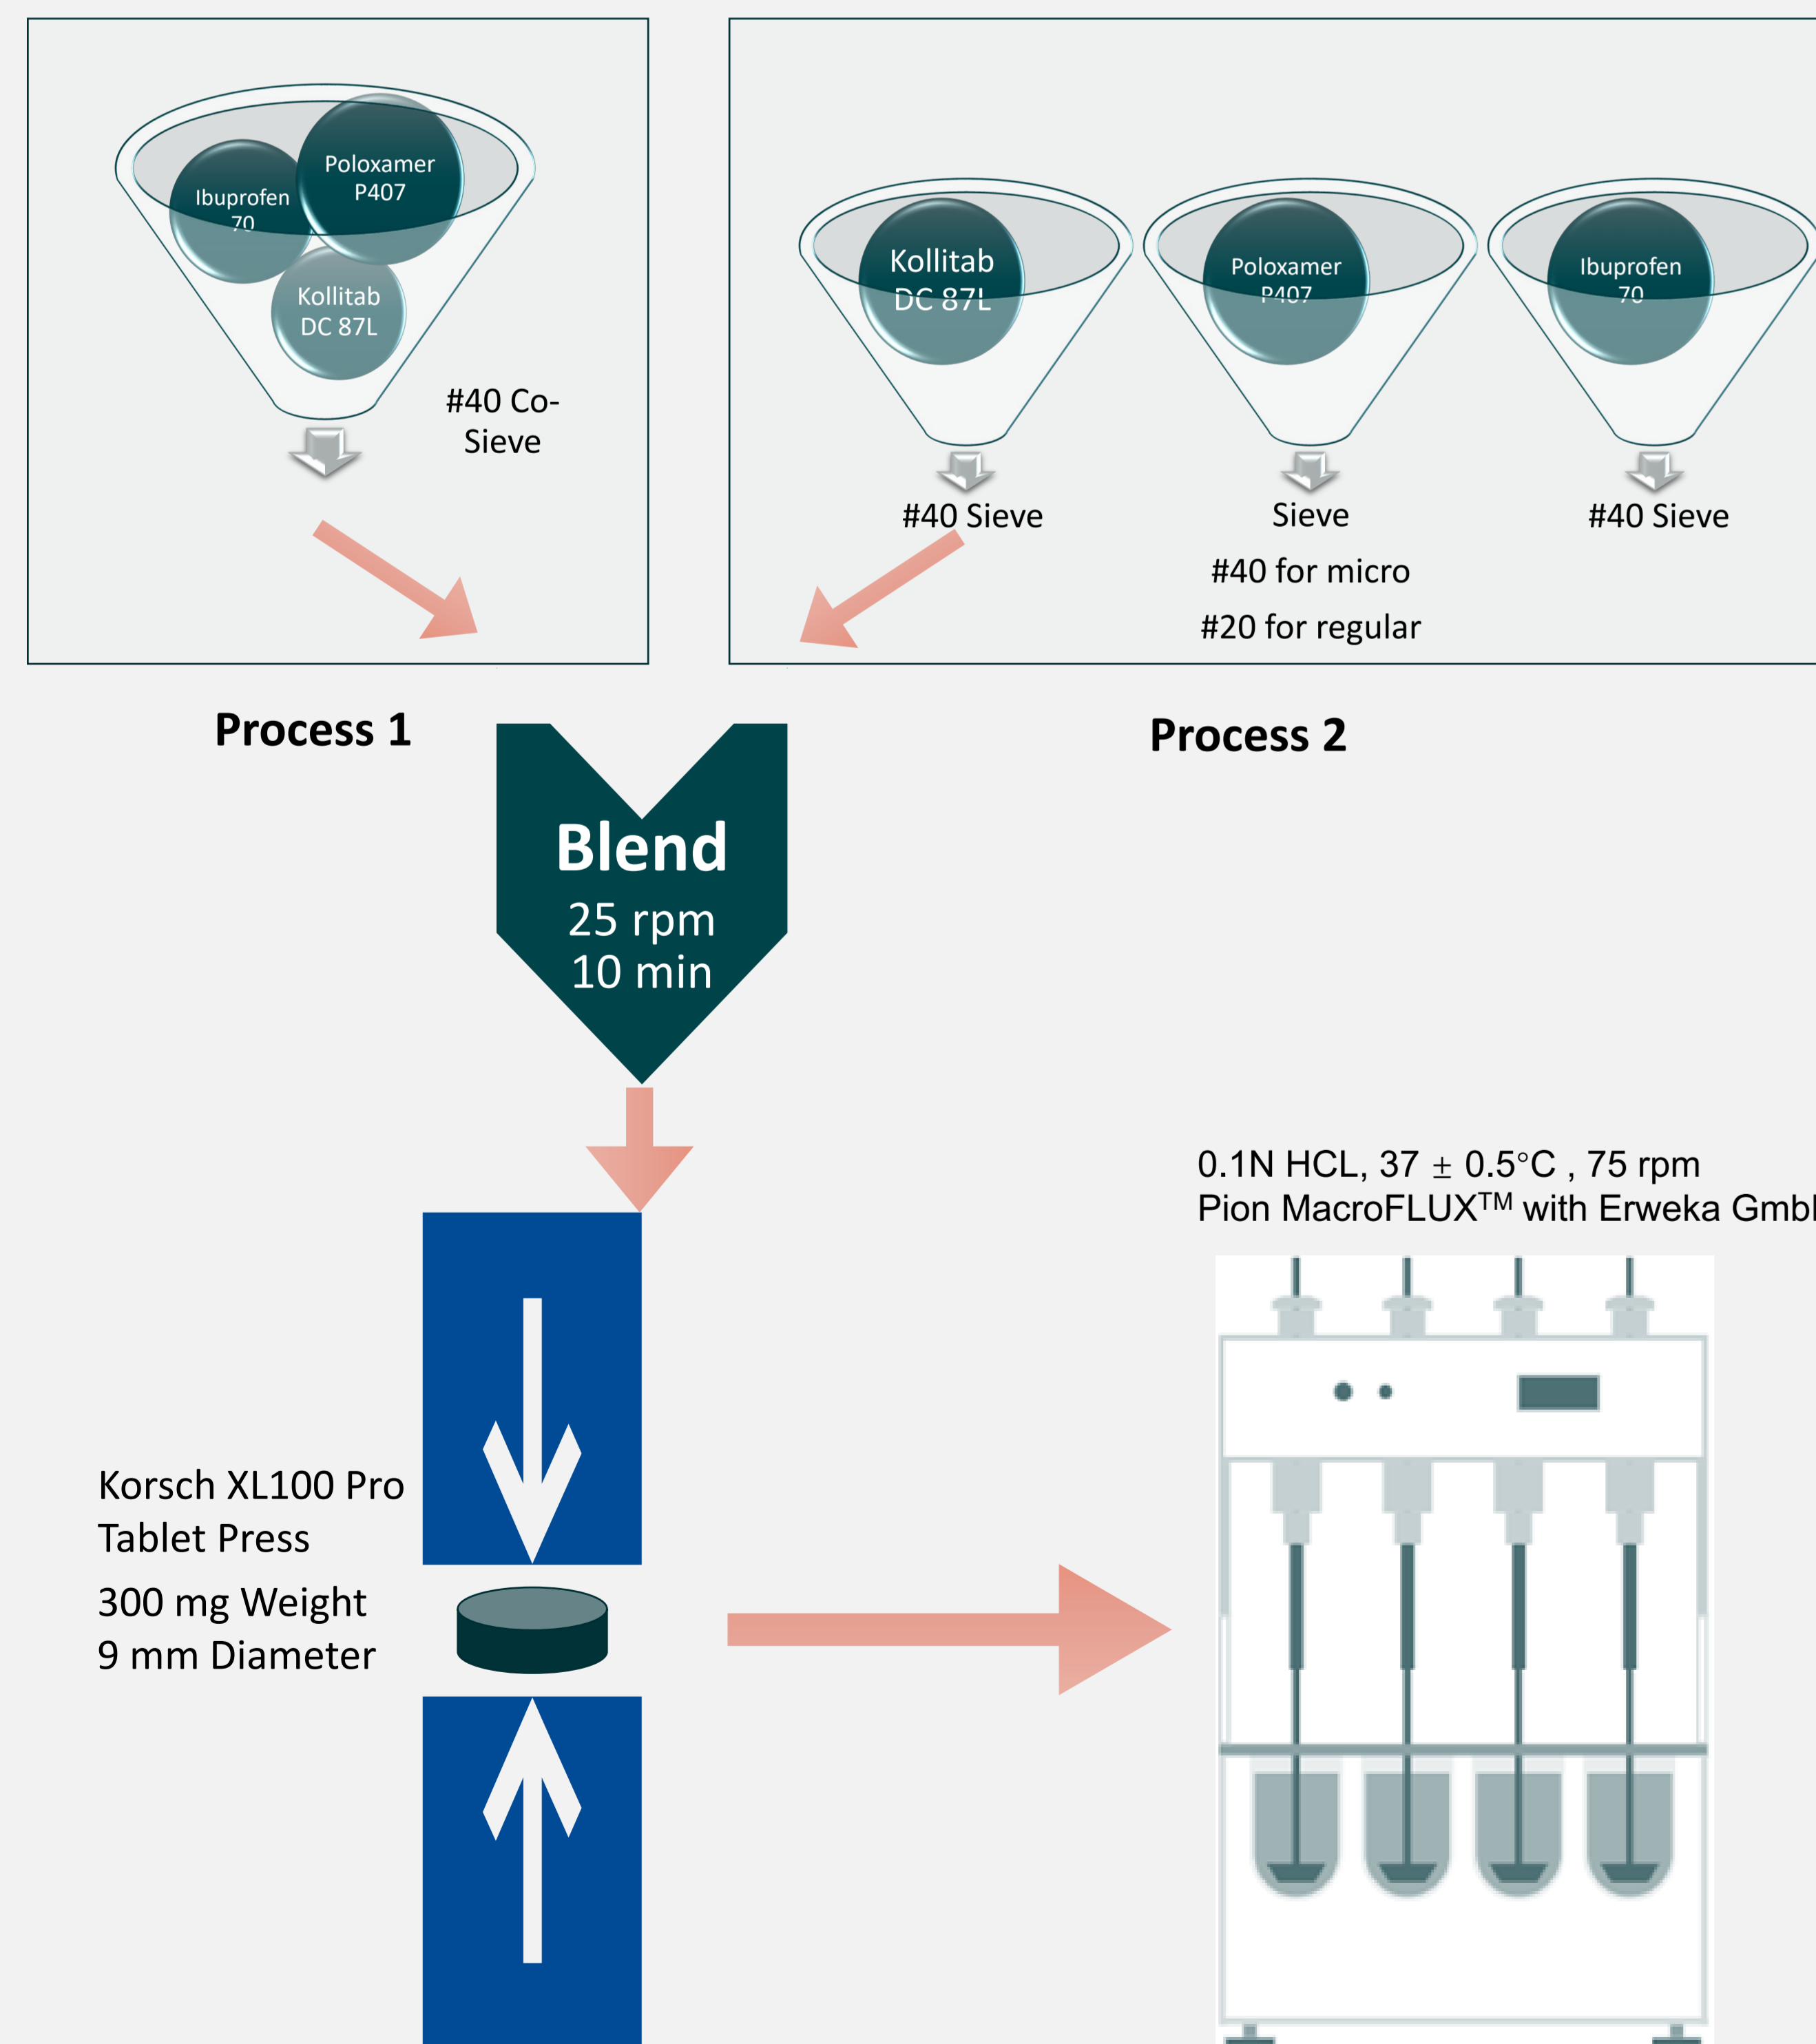 Ibuprofen
70
Poloxamer
P407
Kollitab
DC 87L
#40 Co-
Sieve
Kollitab
DC 87L
#40 Sieve
Poloxamer
P407
Sieve
#40 for micro
#20 for regular
Ibuprofen
70
#40 Sieve
Process 1
Process 2
Blend
25 rpm
10 min
0.1N HCL, 37 ± 0.5°C , 75 rpm
Pion MacroFLUX™ with Erweka
Korsch XL100 Pro
Tablet Press
300 mg Weight
9 mm Diameter